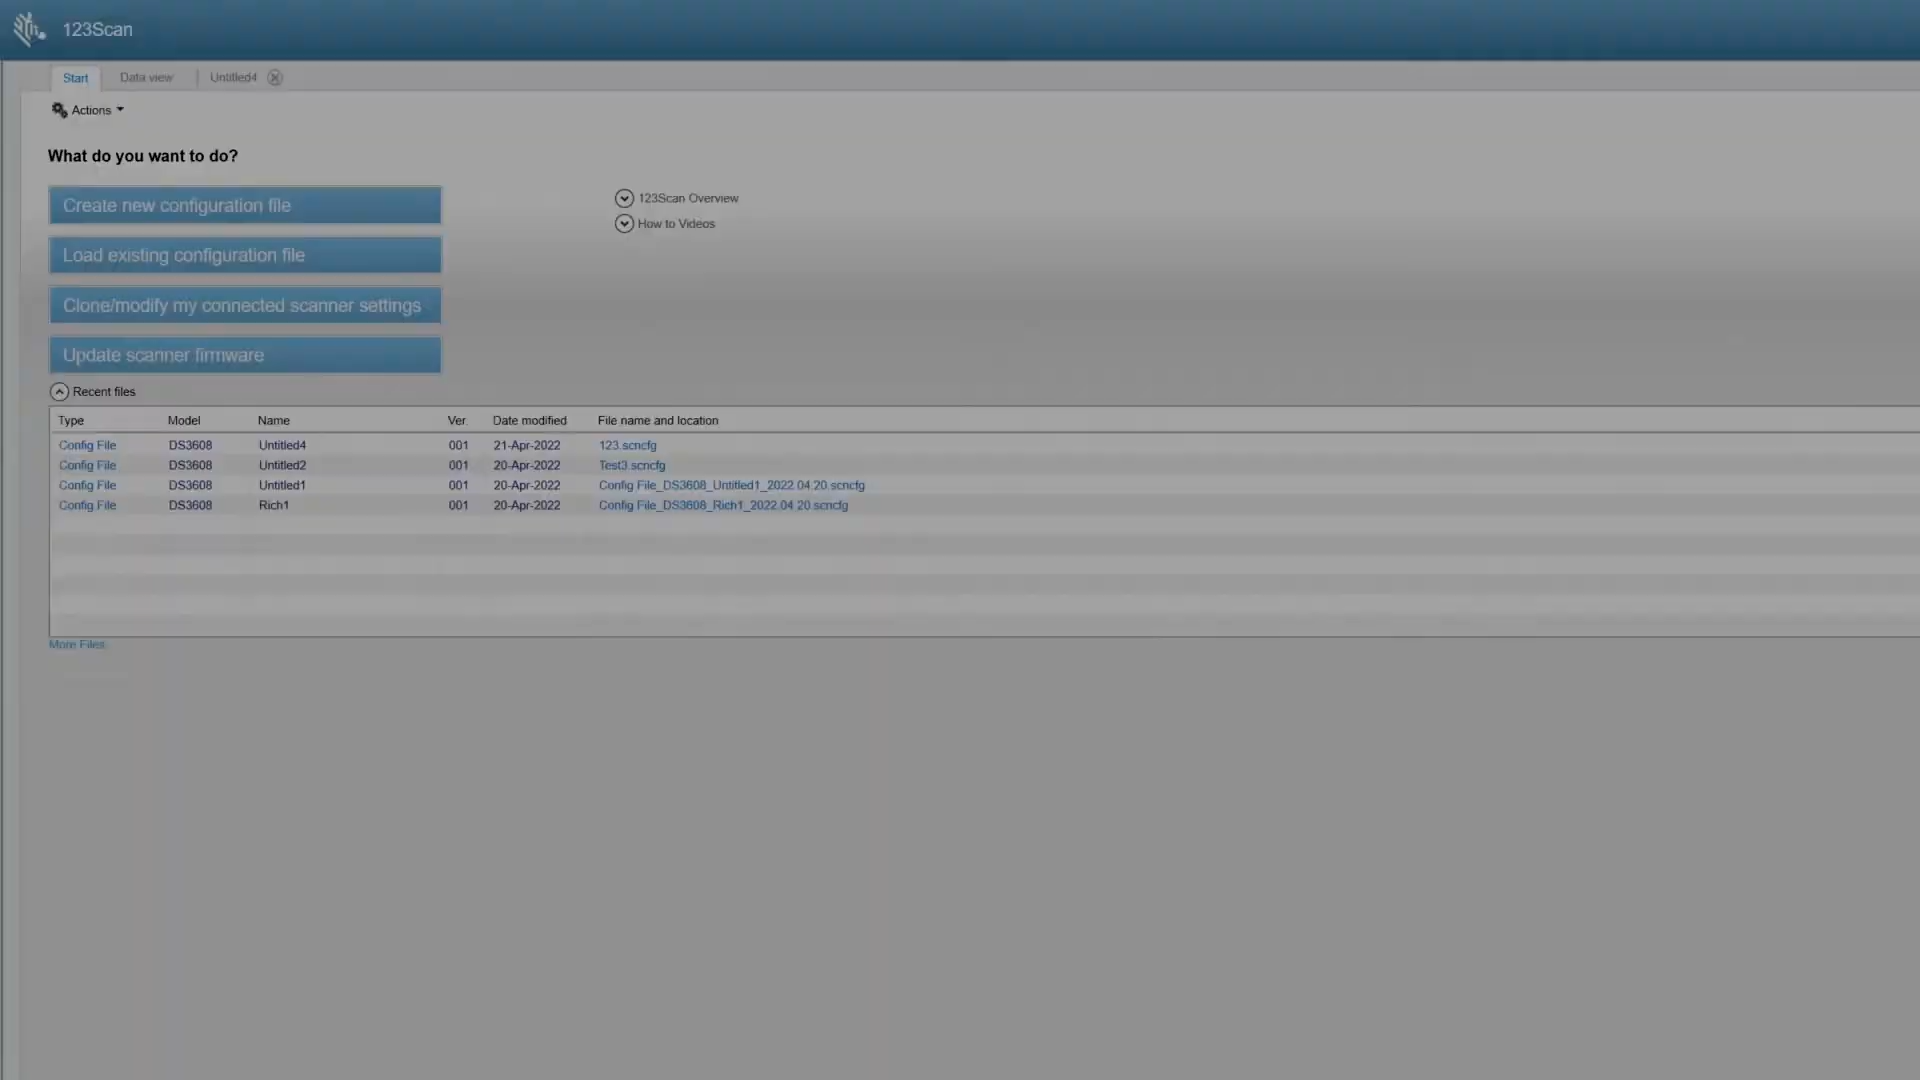 123Scan
Start Data view Untitled4
Actions
What do you want to do?
Create new configuration file
Load existing configuration file
Clone/modify my connected scanner settings
Update scanner firmware
123Scan Overview
How to Videos
Recent files
Type Model Name Ver. Date modified File name and location
Config File DS3608 Untitled4 001 21-Apr-2022 123.scncfg
Config File DS3608 Untitled2 001 20-Apr-2022 Test3.scncfg
Config File DS3608 Untitled1 001 20-Apr-2022 Config File_DS3608_Untitled1_2022.04.20.scncfg
Config File DS3608 Rich1 001 20-Apr-2022 Config File_DS3608_Rich1_2022.04.20.scncfg
More Files.